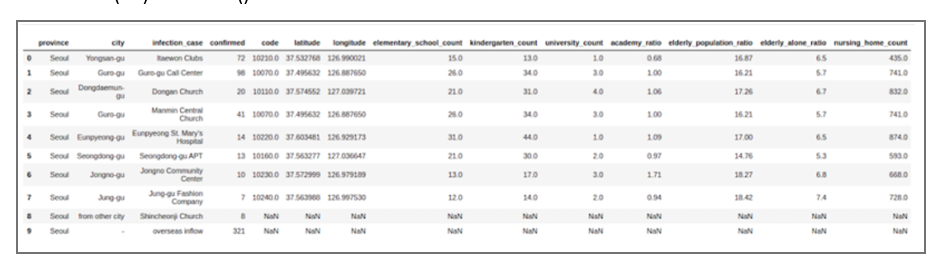 province city infection_case confirmed code latitude longitude elementary_school_count kindergarten_count university_count academy_ratio elderly_population_ratio elderly_alone_ratio nursing_home_count
0 Seoul Yongsan-gu Itaewon Clubs 72 10210.0 37.532768 126.990021 15.0 13.0 1.0 0.68 16.87 6.5 435.0
1 Seoul Guro-gu Guro-gu Call Center 98 10070.0 37.495632 126.887650 26.0 34.0 3.0 1.00 16.21 5.7 741.0
2 Seoul Dongdaemun-gu Dongan Church 20 10110.0 37.574552 127.039721 21.0 31.0 4.0 1.06 17.26 6.7 832.0
3 Seoul Guro-gu Manmin Central Church 41 10070.0 37.495632 126.887650 26.0 34.0 3.0 1.00 16.21 5.7 741.0
4 Seoul Eunpyeong-gu Eunpyeong St. Mary's Hospital 14 10220.0 37.603481 126.929173 31.0 44.0 1.0 1.09 17.00 6.5 874.0
5 Seoul Seongdong-gu Seongdong-gu APT 13 10160.0 37.563277 127.036647 21.0 30.0 2.0 0.97 14.76 5.3 593.0
6 Seoul Jongno-gu Jongno Community Center 10 10230.0 37.572999 126.979189 13.0 17.0 3.0 1.71 18.27 6.8 668.0
7 Seoul Jung-gu Jung-gu Fashion Company 7 10240.0 37.563988 126.997530 12.0 14.0 2.0 0.94 18.42 7.4 728.0
8 Seoul from other city Shincheonji Church 8 NaN NaN NaN NaN NaN NaN NaN NaN NaN NaN
9 Seoul - overseas inflow 321 NaN NaN NaN NaN NaN NaN NaN NaN NaN NaN